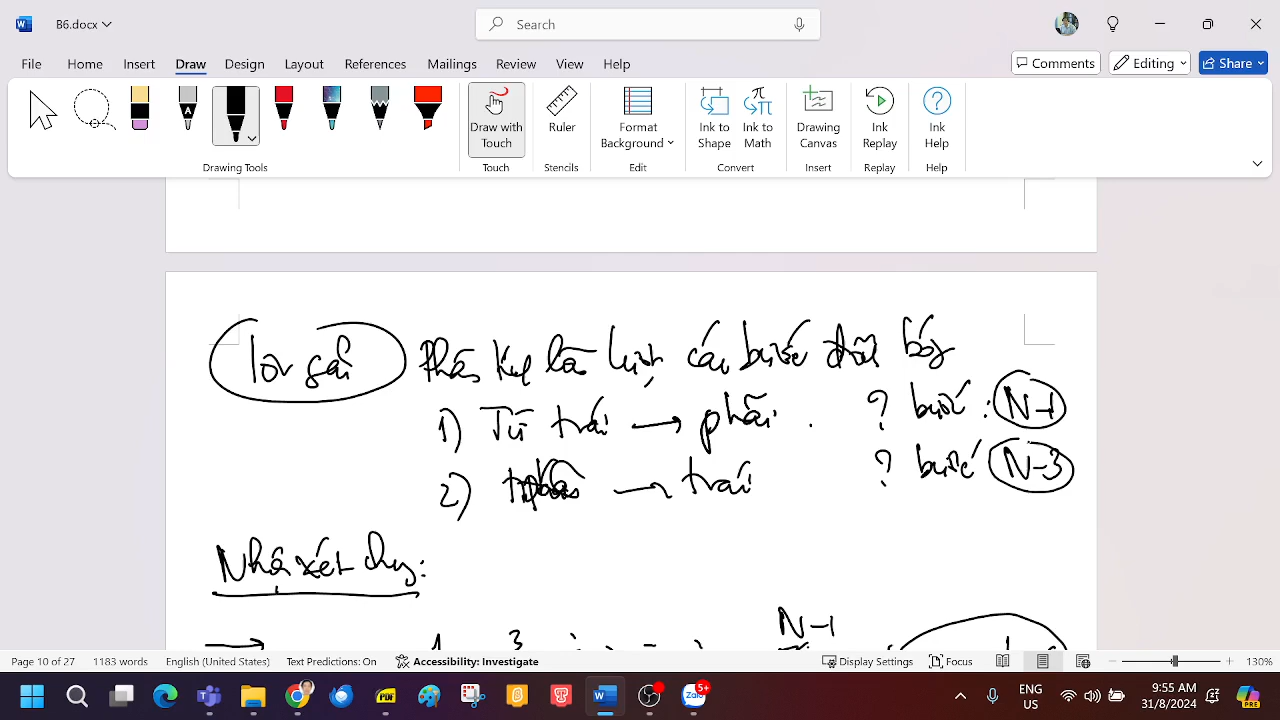 B6.docx
Search
File Home Insert Draw Design Layout References Mailings Review View Help
Comments Editing Share
Draw with Touch
Ruler
Format Background
Ink to Shape
Ink to Math
Drawing Canvas
Ink Replay
Ink Help
Drawing Tools Touch Stencils Edit Convert Insert Replay Help
lời giải
1) Từ trái → phải . ? bước : N-1
2) → trái ? bước N-3
Nhận xét chung:
N-1
Page 10 of 27 1183 words English (United States) Text Predictions: On Accessibility: Investigate Display Settings Focus 130%
PDF
5+
ENG
US
9:55 AM
31/8/2024
PRE